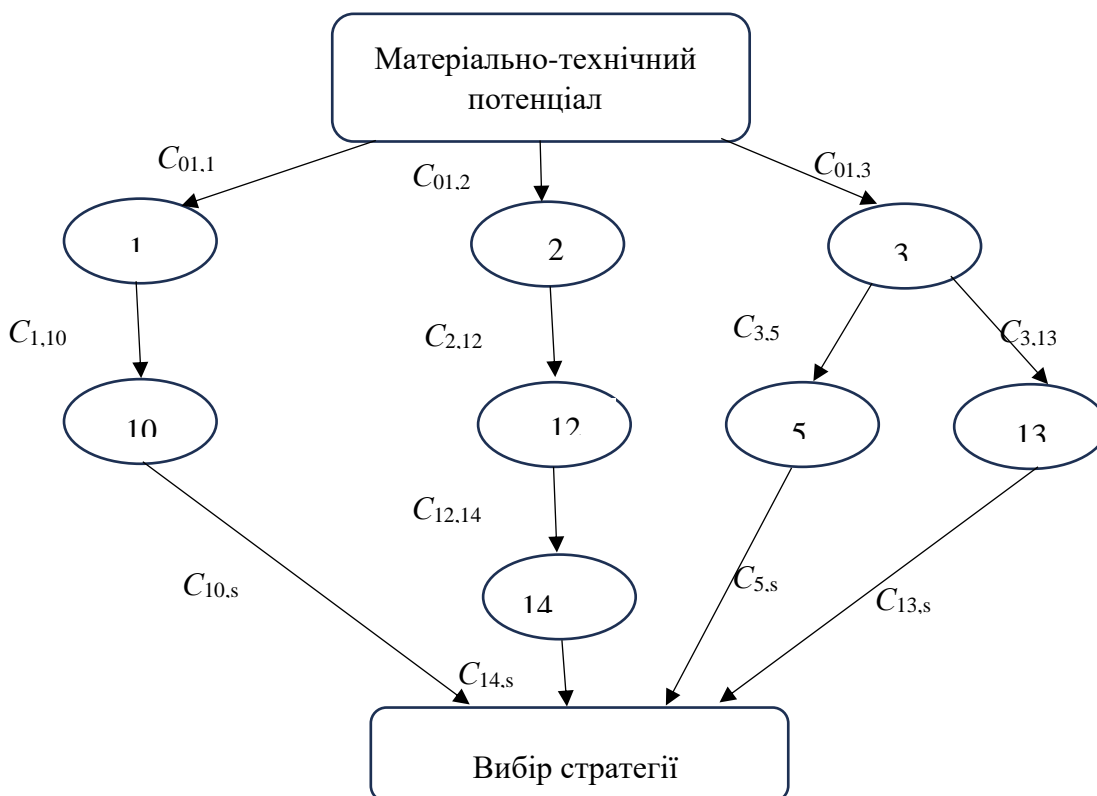 Матеріально-технічний
потенціал
C01,1
C01,2
C01,3
1
2
3
C1,10
C2,12
C3,5
C3,13
10
12
5
13
C12,14
C10,s
14
C5,s
C13,s
C14,s
Вибір стратегії